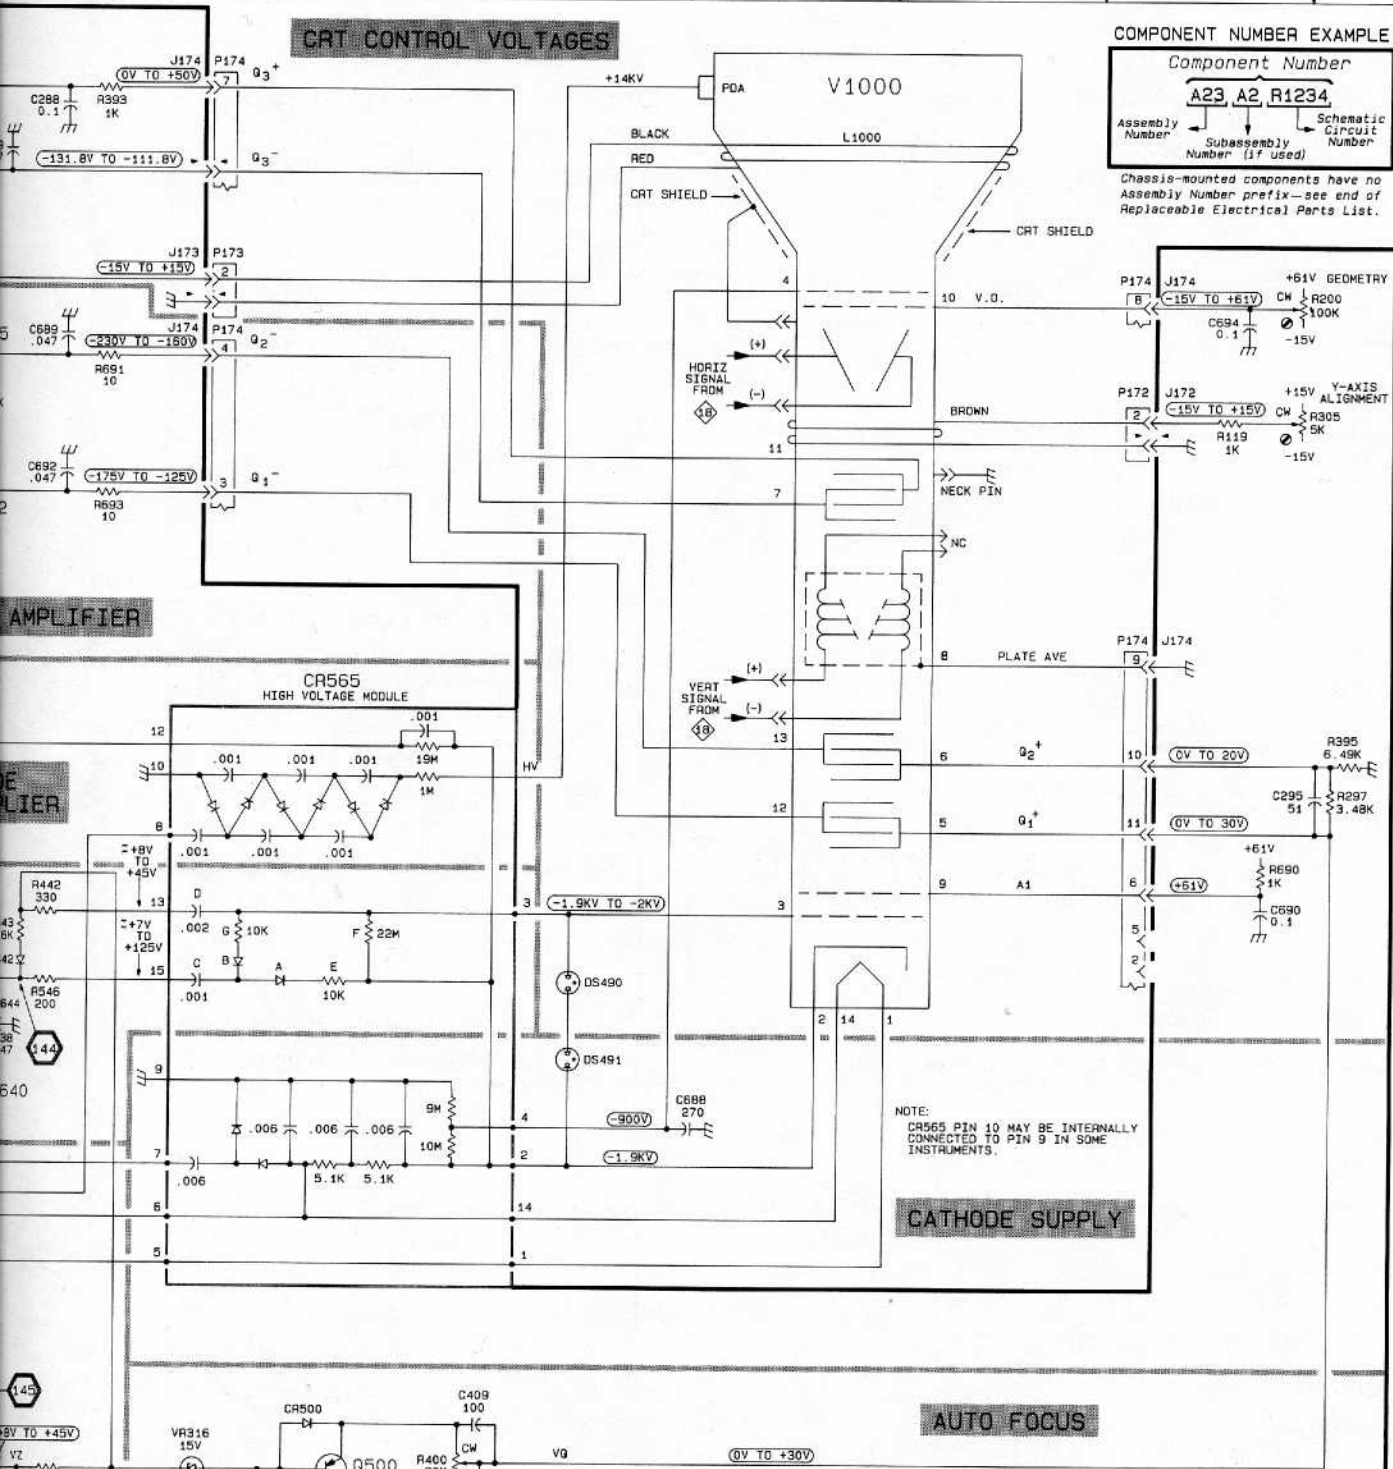 CRT CONTROL VOLTAGES
COMPONENT NUMBER EXAMPLE
Component Number
A23 A2 R1234
Assembly Number
Subassembly Number (if used)
Schematic Circuit Number
Chassis-mounted components have no
Assembly Number prefix—see end of
Replaceable Electrical Parts List.
J174 P174
0V TO +50V
7
Q3+
C288
0.1
R393
1K
-131.8V TO -111.8V
Q3-
J173 P173
-15V TO +15V
2
C689
.047
J174 P174
-230V TO -160V
4
Q2-
R691
10
C692
.047
-175V TO -125V
3
Q1-
R693
10
+14KV
PDA
V1000
BLACK
L1000
RED
CRT SHIELD
CRT SHIELD
4
10 V.D.
P174 J174
8
-15V TO +61V
+61V GEOMETRY
CW
R200
100K
C694
0.1
-15V
(+)
HORIZ
SIGNAL
FROM
(-)
18
BROWN
P172 J172
2
-15V TO +15V
+15V
Y-AXIS
ALIGNMENT
CW
R305
5K
R119
1K
-15V
11
7
NECK PIN
NC
AMPLIFIER
8
PLATE AVE
P174 J174
9
(+)
VERT
SIGNAL
FROM
(-)
18
CR565
HIGH VOLTAGE MODULE
12
.001
19M
10
.001 .001 .001
1M
HV
13
6
Q2+
10
0V TO 20V
R395
6.49K
C295
51
R297
3.48K
12
5
Q1+
11
0V TO 30V
PLIER
8
.001 .001 .001
+8V
TO
+45V
+61V
R690
1K
9
A1
6
+61V
C690
0.1
5
2
R442
330
13
D
.002
G 10K
F 22M
3
-1.9KV TO -2KV
3
+7V
TO
+125V
B
15
C
.001
A
E
10K
R546
200
DS490
DS491
144
2 14 1
640
9
9M
.006 .006 .006
10M
4
-900V
C688
270
7
.006
5.1K 5.1K
2
-1.9KV
NOTE:
CR565 PIN 10 MAY BE INTERNALLY
CONNECTED TO PIN 9 IN SOME
INSTRUMENTS.
6
14
5
1
CATHODE SUPPLY
145
TO +45V
VZ
VR316
15V
CR500
Q500
C409
100
CW
R400
VQ
0V TO +30V
AUTO FOCUS